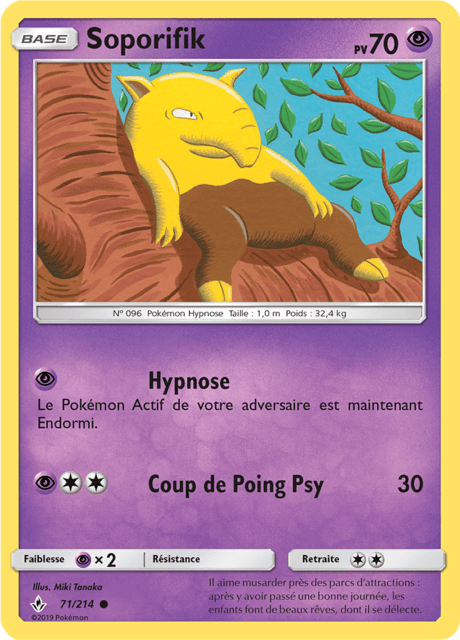 BASE Soporifik PV 70
N° 096 Pokémon Hypnose Taille : 1,0 m Poids : 32,4 kg
Hypnose
Le Pokémon Actif de votre adversaire est maintenant
Endormi.
Coup de Poing Psy 30
Faiblesse ×2 Résistance Retraite
Illus. Miki Tanaka
71/214
©2019 Pokémon
Il aime musarder près des parcs d'attractions :
après y avoir passé une bonne journée, les
enfants font de beaux rêves, dont il se délecte.